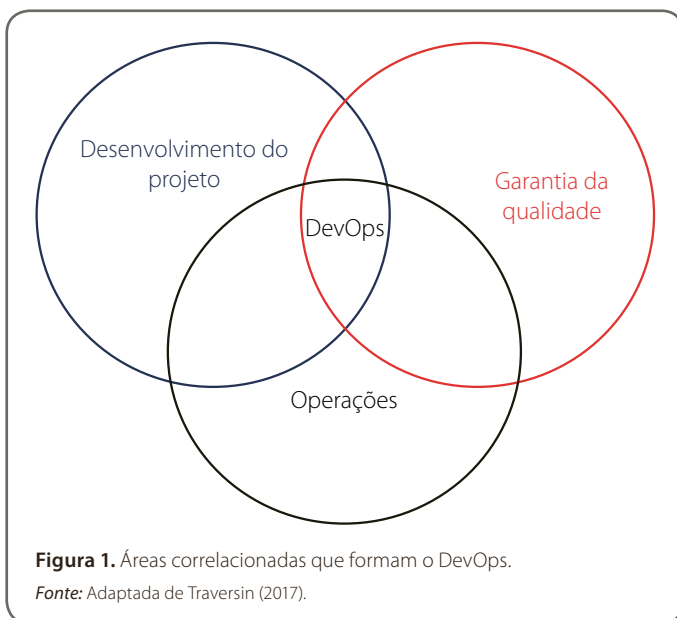 Desenvolvimento do
projeto
Garantia da
qualidade
DevOps
Operações
Figura 1. Áreas correlacionadas que formam o DevOps.
Fonte: Adaptada de Traversin (2017).